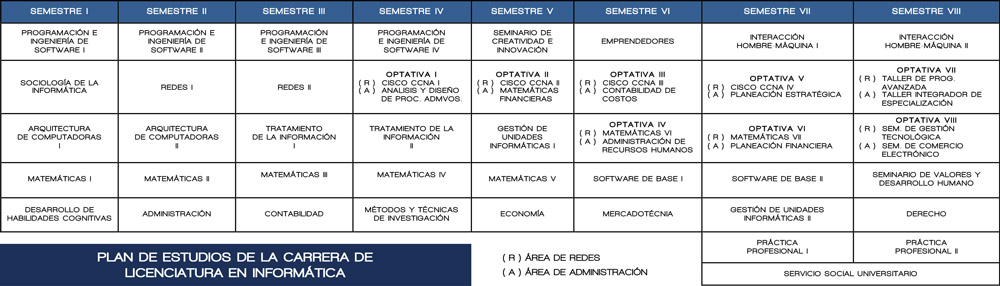 SEMESTRE I
SEMESTRE II
SEMESTRE III
SEMESTRE IV
SEMESTRE V
SEMESTRE VI
SEMESTRE VII
SEMESTRE VIII
PROGRAMACIÓN E
INGENIERÍA DE
SOFTWARE I
PROGRAMACIÓN E
INGENIERÍA DE
SOFTWARE II
PROGRAMACIÓN E
INGENIERÍA DE
SOFTWARE III
PROGRAMACIÓN E
INGENIERÍA DE
SOFTWARE IV
SEMINARIO DE
CREATIVIDAD E
INNOVACIÓN
EMPRENDEDORES
INTERACCIÓN
HOMBRE MÁQUINA I
INTERACCIÓN
HOMBRE MÁQUINA II
SOCIOLOGÍA DE LA
INFORMÁTICA
REDES I
REDES II
OPTATIVA I
( R ) CISCO CCNA I
( A ) ANALISIS Y DISEÑO
DE PROC. ADMVOS.
OPTATIVA II
( R ) CISCO CCNA II
( A ) MATEMÁTICAS
FINANCIERAS
OPTATIVA III
( R ) CISCO CCNA III
( A ) CONTABILIDAD DE
COSTOS
OPTATIVA V
( R ) CISCO CCNA IV
( A ) PLANEACIÓN ESTRATÉGICA
OPTATIVA VII
( R ) TALLER DE PROG.
AVANZADA
( A ) TALLER INTEGRADOR DE
ESPECIALIZACIÓN
ARQUITECTURA
DE COMPUTADORAS
I
ARQUITECTURA
DE COMPUTADORAS
II
TRATAMIENTO
DE LA INFORMACIÓN
I
TRATAMIENTO DE LA
INFORMACIÓN
II
GESTIÓN DE
UNIDADES
INFORMÁTICAS I
OPTATIVA IV
( R ) MATEMÁTICAS VI
( A ) ADMINISTRACIÓN DE
RECURSOS HUMANOS
OPTATIVA VI
( R ) MATEMÁTICAS VII
( A ) PLANEACIÓN FINANCIERA
OPTATIVA VIII
( R ) SEM. DE GESTIÓN
TECNOLÓGICA
( A ) SEM. DE COMERCIO
ELECTRÓNICO
MATEMÁTICAS I
MATEMÁTICAS II
MATEMÁTICAS III
MATEMÁTICAS IV
MATEMÁTICAS V
SOFTWARE DE BASE I
SOFTWARE DE BASE II
SEMINARIO DE VALORES Y
DESARROLLO HUMANO
DESARROLLO DE
HABILIDADES COGNITIVAS
ADMINISTRACIÓN
CONTABILIDAD
MÉTODOS Y TÉCNICAS
DE INVESTIGACIÓN
ECONOMÍA
MERCADOTÉCNIA
GESTIÓN DE UNIDADES
INFORMÁTICAS II
DERECHO
PLAN DE ESTUDIOS DE LA CARRERA DE
LICENCIATURA EN INFORMÁTICA
( R ) ÁREA DE REDES
( A ) ÁREA DE ADMINISTRACIÓN
PRÁCTICA
PROFESIONAL I
PRÁCTICA
PROFESIONAL II
SERVICIO SOCIAL UNIVERSITARIO